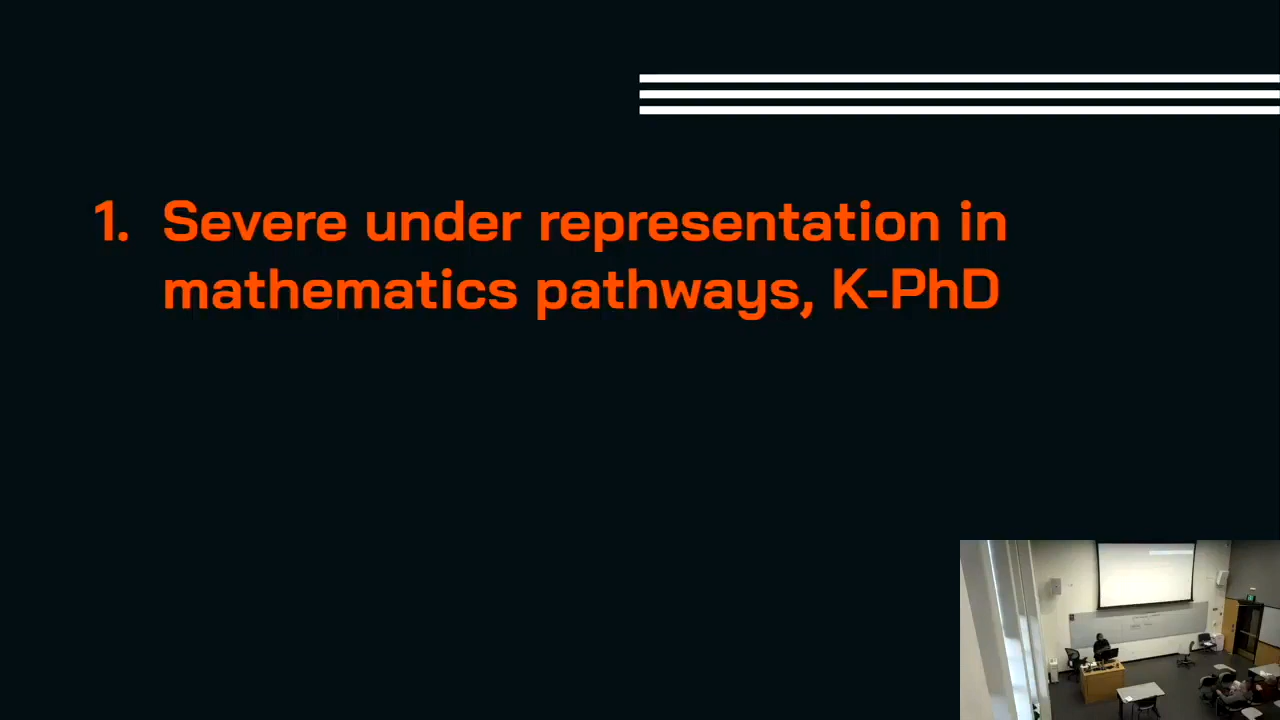 1. Severe under representation in
mathematics pathways, K-PhD